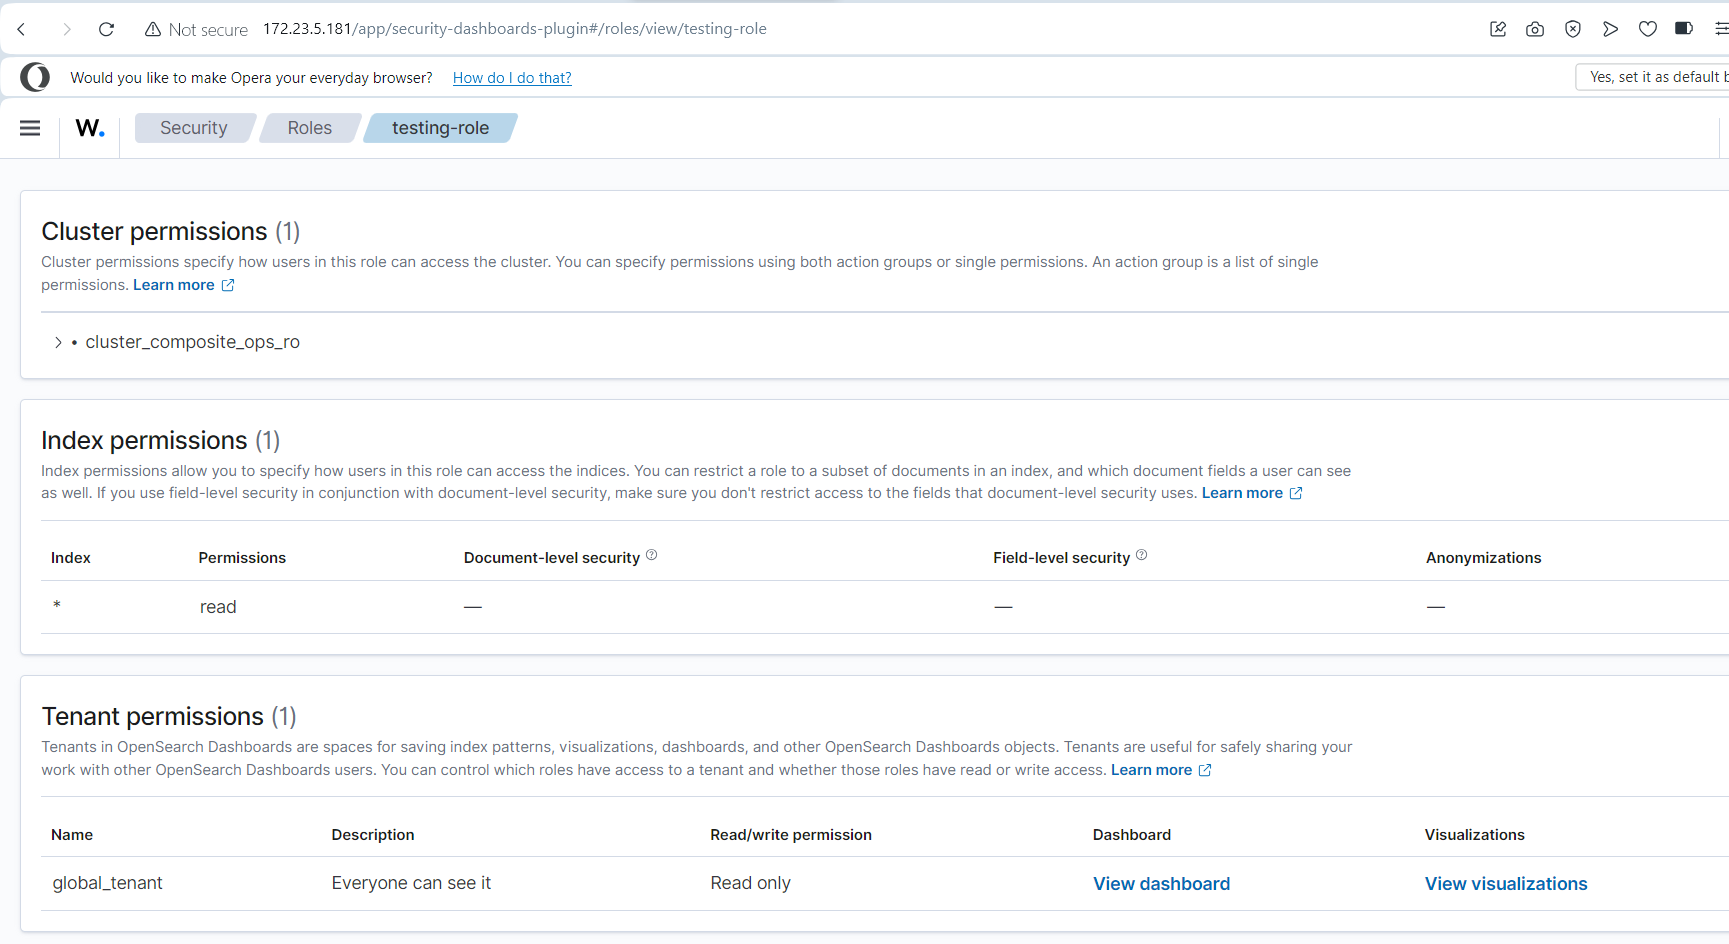 Not secure 172.23.5.181/app/security-dashboards-plugin#/roles/view/testing-role
Would you like to make Opera your everyday browser? How do I do that? Yes, set it as default b
W. Security Roles testing-role
Cluster permissions (1)
Cluster permissions specify how users in this role can access the cluster. You can specify permissions using both action groups or single permissions. An action group is a list of single
permissions. Learn more
• cluster_composite_ops_ro
Index permissions (1)
Index permissions allow you to specify how users in this role can access the indices. You can restrict a role to a subset of documents in an index, and which document fields a user can see
as well. If you use field-level security in conjunction with document-level security, make sure you don't restrict access to the fields that document-level security uses. Learn more
Index Permissions Document-level security Field-level security Anonymizations
* read — — —
Tenant permissions (1)
Tenants in OpenSearch Dashboards are spaces for saving index patterns, visualizations, dashboards, and other OpenSearch Dashboards objects. Tenants are useful for safely sharing your
work with other OpenSearch Dashboards users. You can control which roles have access to a tenant and whether those roles have read or write access. Learn more
Name Description Read/write permission Dashboard Visualizations
global_tenant Everyone can see it Read only View dashboard View visualizations